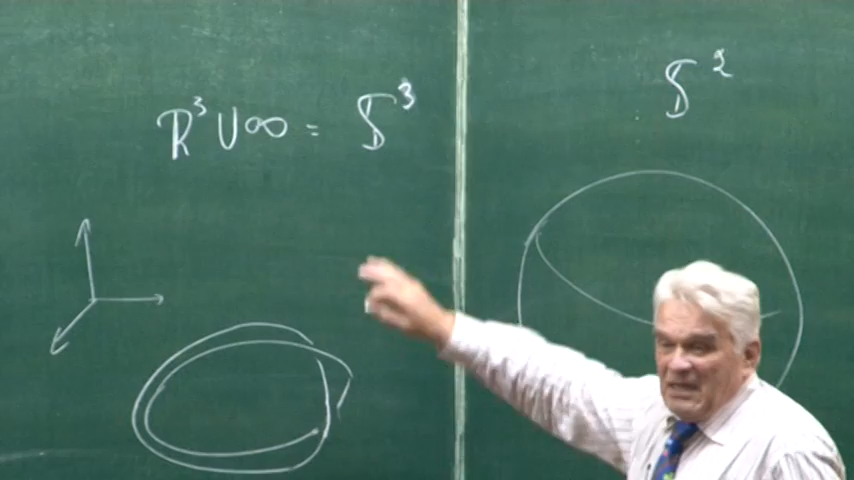 R³ ∪ ∞ = S³
S²